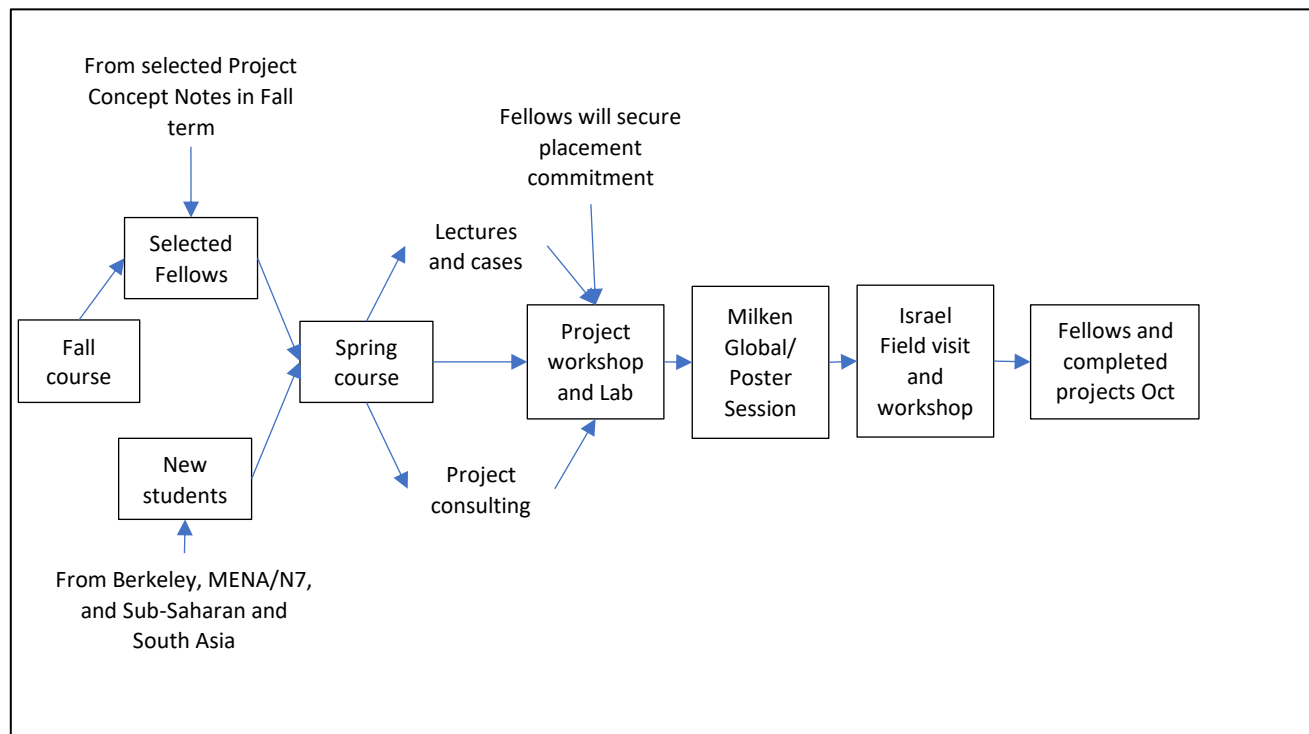 From selected Project
Concept Notes in Fall
term
Fellows will secure
placement
commitment
Selected
Fellows
Lectures
and cases
Fall
course
Spring
course
Project
workshop
and Lab
Milken
Global/
Poster
Session
Israel
Field visit
and
workshop
Fellows and
completed
projects Oct
New
students
Project
consulting
From Berkeley, MENA/N7,
and Sub-Saharan and
South Asia